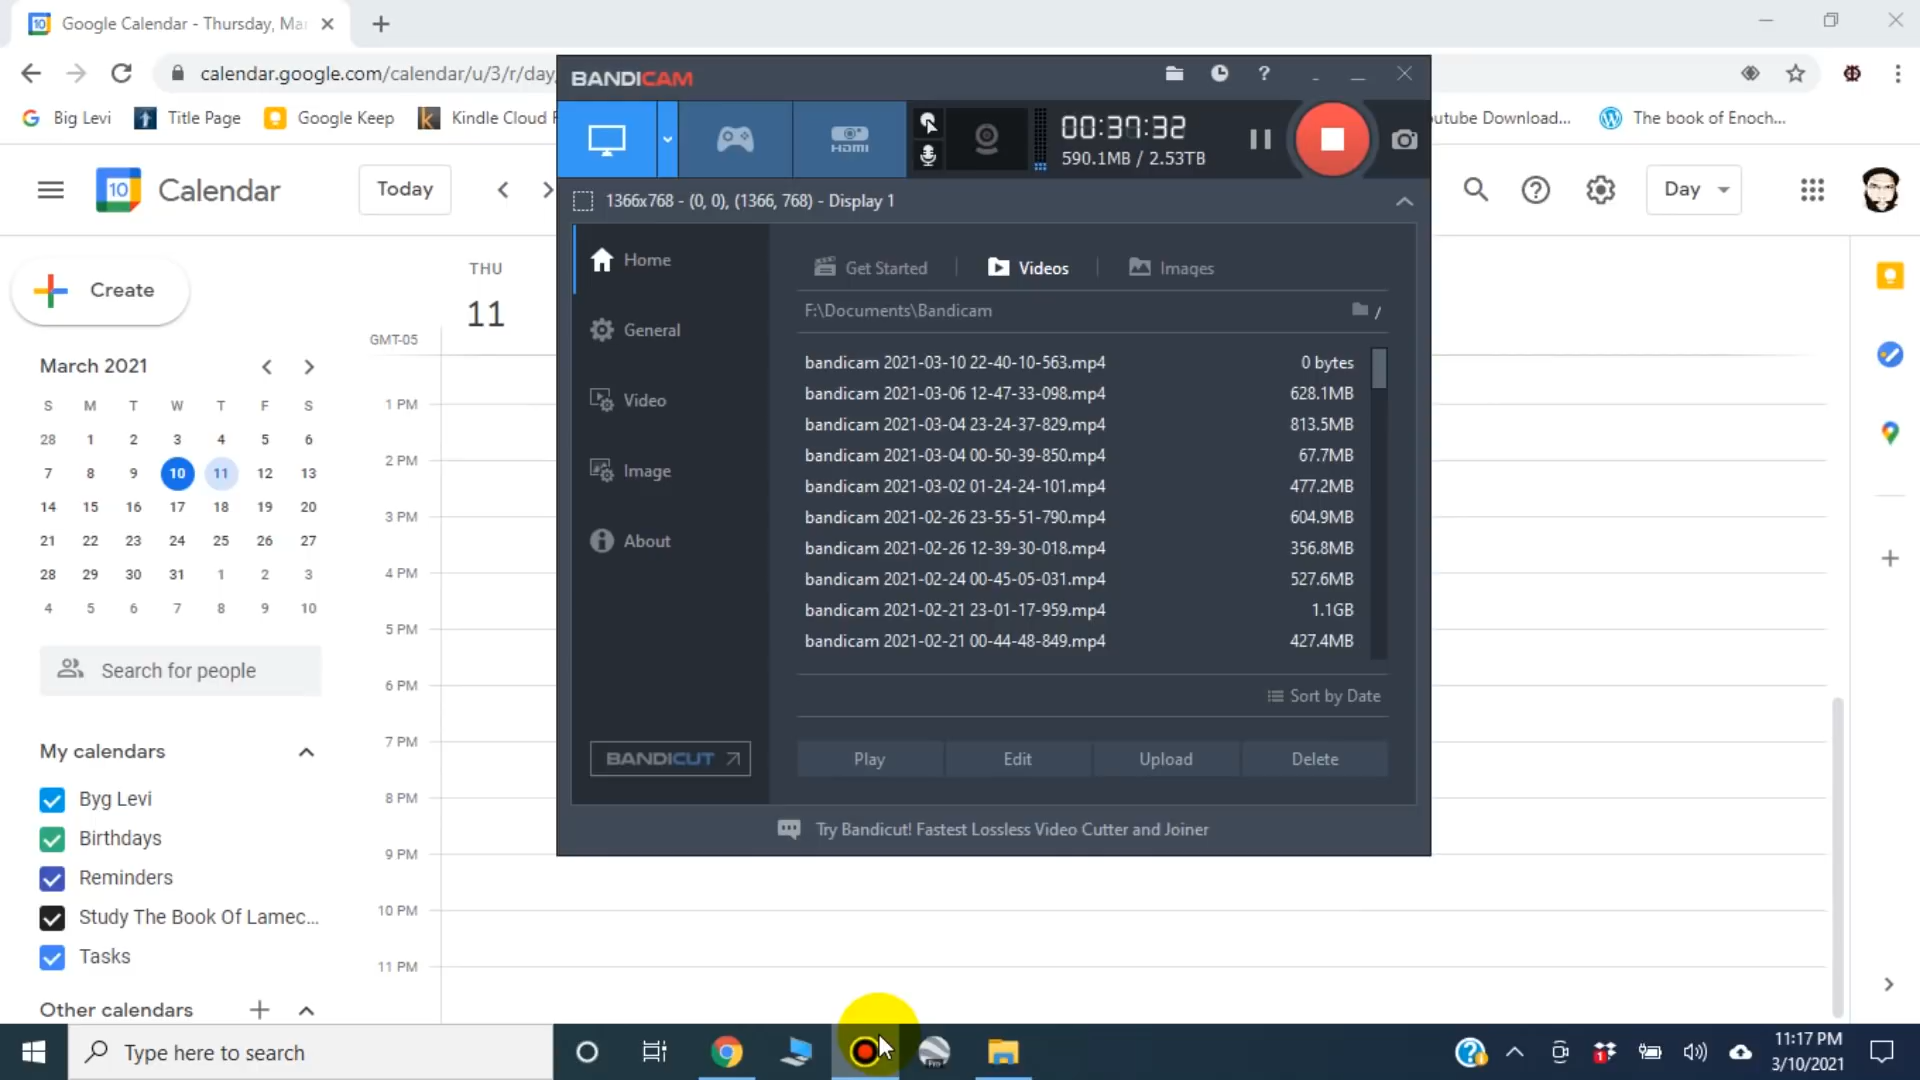 Google Calendar - Thursday, Mar
calendar.google.com/calendar/u/3/r/day
Big Levi
Title Page
Google Keep
Kindle Cloud
utube Download...
The book of Enoch...
10
Calendar
Today
Day
Create
THU
11
GMT-05
March 2021
S M T W T F S
28 1 2 3 4 5 6
7 8 9 10 11 12 13
14 15 16 17 18 19 20
21 22 23 24 25 26 27
28 29 30 31 1 2 3
4 5 6 7 8 9 10
Search for people
My calendars
Byg Levi
Birthdays
Reminders
Study The Book Of Lamec...
Tasks
Other calendars
1 PM
2 PM
3 PM
4 PM
5 PM
6 PM
7 PM
8 PM
9 PM
10 PM
11 PM
BANDICAM
HDMI
00:37:32
590.1MB / 2.53TB
1366x768 - (0, 0), (1366, 768) - Display 1
Home
General
Video
Image
About
BANDICUT
Get Started
Videos
Images
F:\Documents\Bandicam
/
bandicam 2021-03-10 22-40-10-563.mp4 0 bytes
bandicam 2021-03-06 12-47-33-098.mp4 628.1MB
bandicam 2021-03-04 23-24-37-829.mp4 813.5MB
bandicam 2021-03-04 00-50-39-850.mp4 67.7MB
bandicam 2021-03-02 01-24-24-101.mp4 477.2MB
bandicam 2021-02-26 23-55-51-790.mp4 604.9MB
bandicam 2021-02-26 12-39-30-018.mp4 356.8MB
bandicam 2021-02-24 00-45-05-031.mp4 527.6MB
bandicam 2021-02-21 23-01-17-959.mp4 1.1GB
bandicam 2021-02-21 00-44-48-849.mp4 427.4MB
Sort by Date
Play
Edit
Upload
Delete
Try Bandicut! Fastest Lossless Video Cutter and Joiner
Type here to search
11:17 PM
3/10/2021